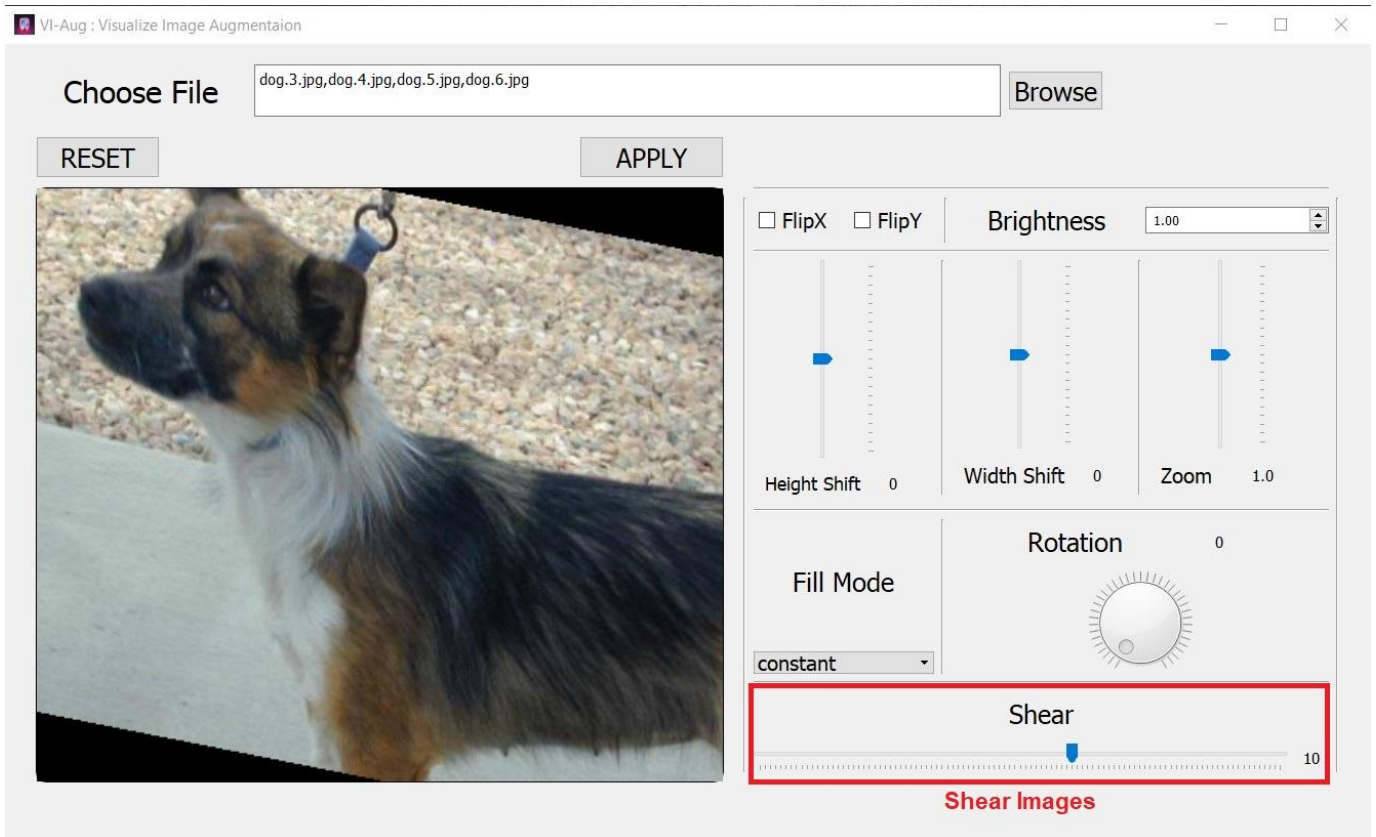 VI-Aug : Visualize Image Augmentaion
Choose File
dog.3.jpg,dog.4.jpg,dog.5.jpg,dog.6.jpg
Browse
RESET
APPLY
FlipX
FlipY
Brightness
1.00
Height Shift 0
Width Shift 0
Zoom 1.0
Fill Mode
constant
Rotation 0
Shear
10
Shear Images